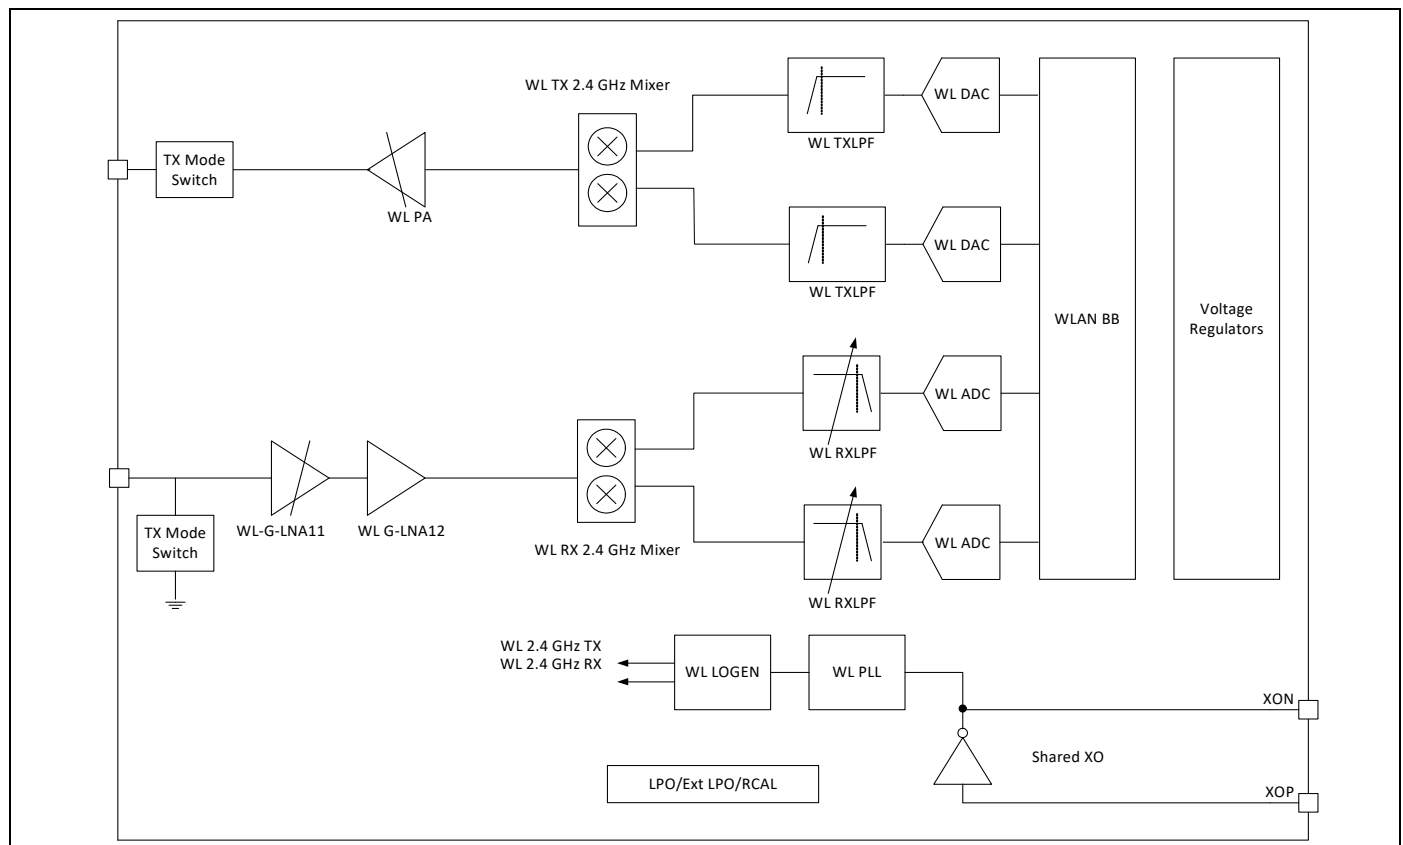 WL TX 2.4 GHz Mixer
WL DAC
TX Mode
Switch
WL TXLPF
WL PA
WL DAC
WL TXLPF
WLAN BB
Voltage
Regulators
WL ADC
WL RXLPF
TX Mode
Switch
WL-G-LNA11
WL G-LNA12
WL RX 2.4 GHz Mixer
WL ADC
WL RXLPF
WL 2.4 GHz TX
WL 2.4 GHz RX
WL LOGEN
WL PLL
XON
Shared XO
LPO/Ext LPO/RCAL
XOP